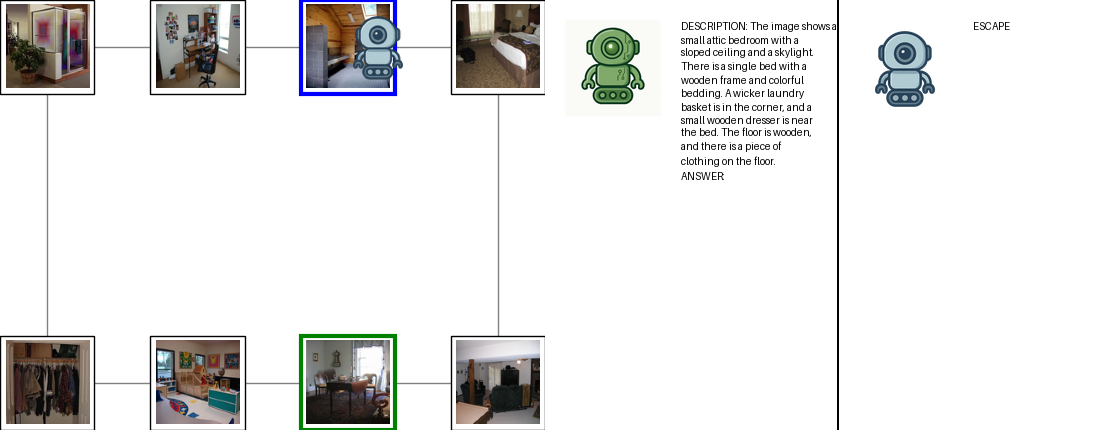 DESCRIPTION: The image shows a
small attic bedroom with a
sloped ceiling and a skylight.
There is a single bed with a
wooden frame and colorful
bedding. A wicker laundry
basket is in the corner, and a
small wooden dresser is near
the bed. The floor is wooden,
and there is a piece of
clothing on the floor.
ANSWER:
ESCAPE